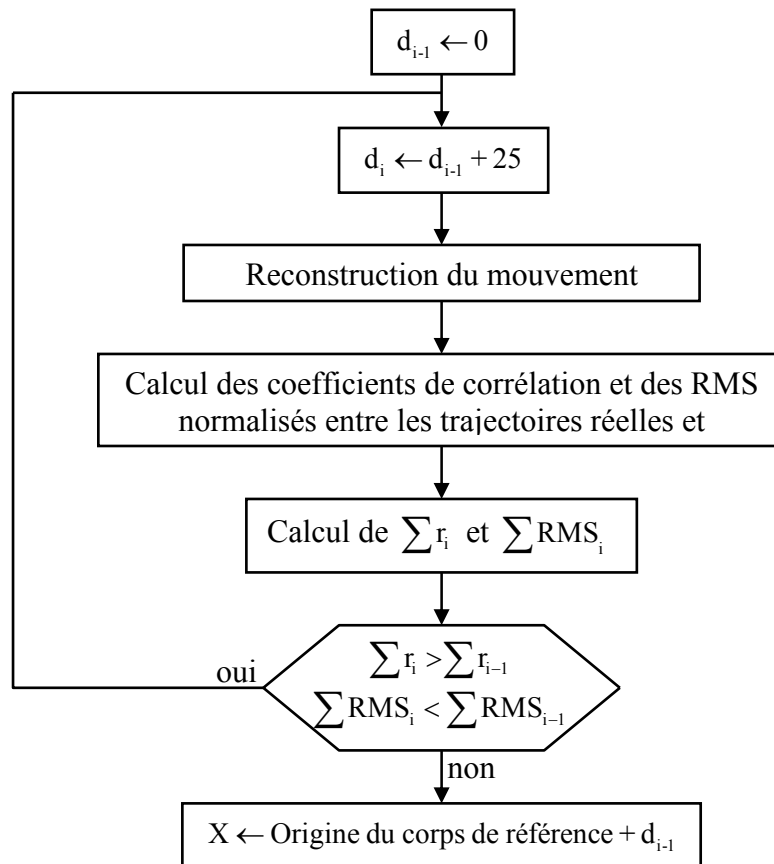 d_{i-1} ← 0
d_i ← d_{i-1} + 25
Reconstruction du mouvement
Calcul des coefficients de corrélation et des RMS
normalisés entre les trajectoires réelles et
Calcul de ∑ r_i et ∑ RMS_i
∑ r_i > ∑ r_{i−1}
oui
∑ RMS_i < ∑ RMS_{i−1}
non
X ← Origine du corps de référence + d_{i-1}